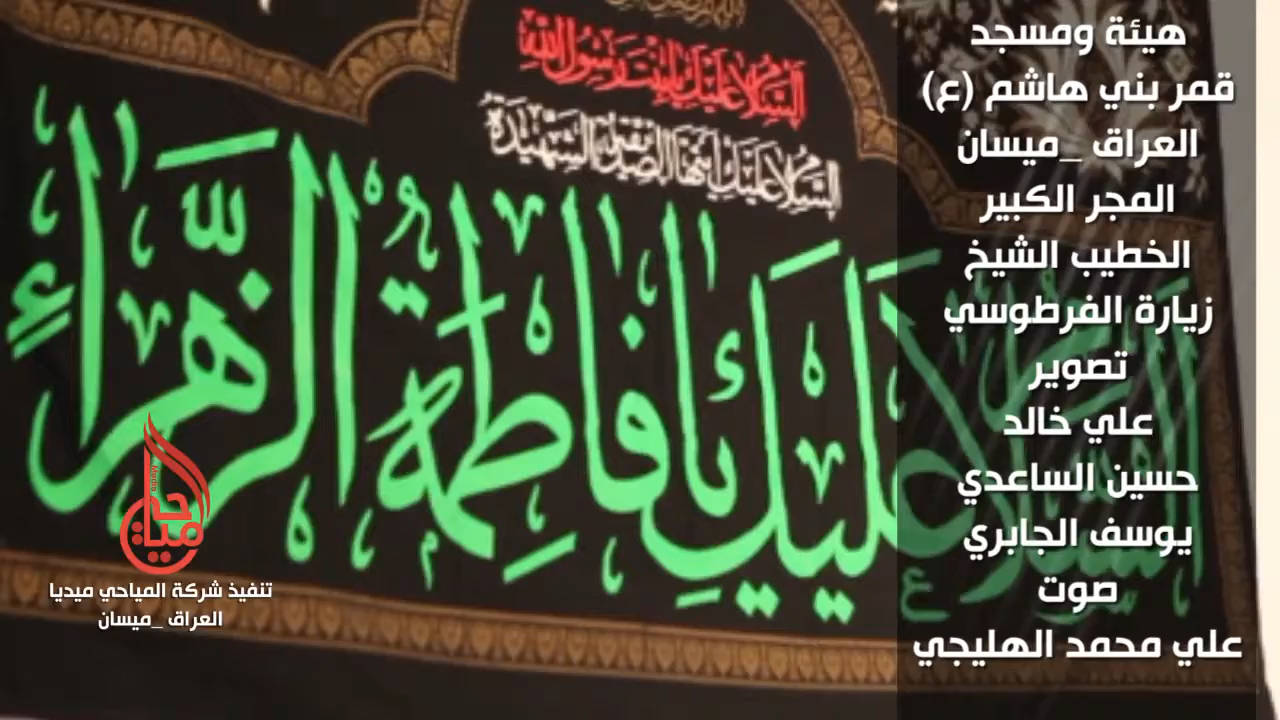 السلام عليك يا بنت رسول الله
السلام عليك ايتها الصديقة الشهيدة
السلام عليك يا فاطمة الزهراء
هيئة ومسجد
قمر بني هاشم (ع)
العراق _ميسان
المجر الكبير
الخطيب الشيخ
زيارة الفرطوسي
تصوير
علي خالد
حسين الساعدي
يوسف الجابري
صوت
علي محمد الهليجي
مياحي
Media
تنفيذ شركة المياحي ميديا
العراق _ميسان